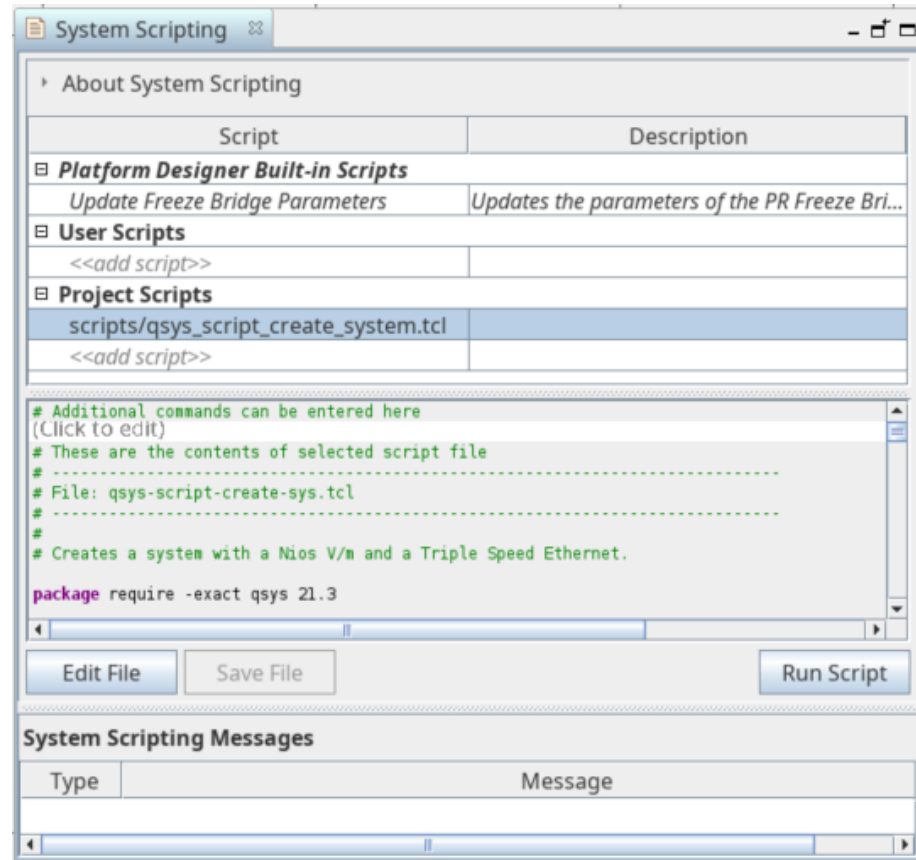 System Scripting
About System Scripting
Script Description
Platform Designer Built-in Scripts
Update Freeze Bridge Parameters Updates the parameters of the PR Freeze Bri...
User Scripts
<<add script>>
Project Scripts
scripts/qsys_script_create_system.tcl
<<add script>>
# Additional commands can be entered here
(Click to edit)
# These are the contents of selected script file
# -----------------------------------------------------------------------------
# File: qsys-script-create-sys.tcl
# -----------------------------------------------------------------------------
#
# Creates a system with a Nios V/m and a Triple Speed Ethernet.
package require -exact qsys 21.3
Edit File Save File Run Script
System Scripting Messages
Type Message